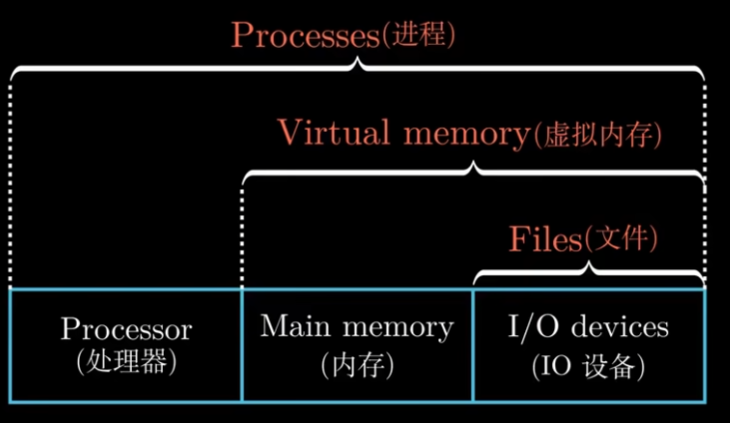 Processes(进程)
Virtual memory(虚拟内存)
Files(文件)
Processor
(处理器)
Main memory
(内存)
I/O devices
(IO 设备)